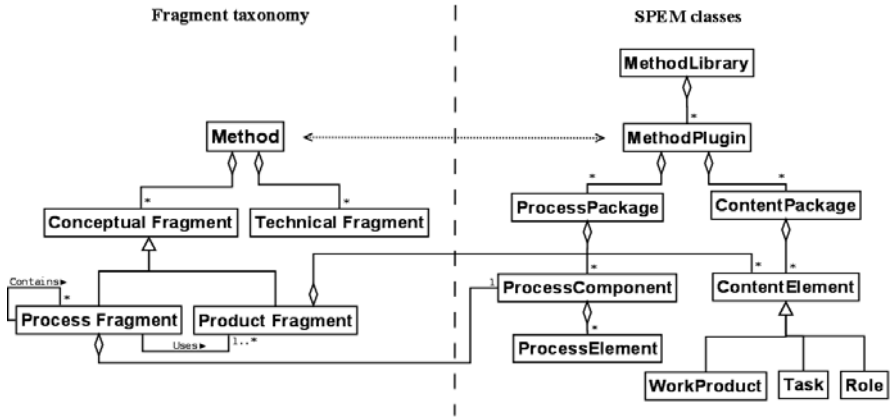 Fragment taxonomy
SPEM classes
MethodLibrary
*
Method
MethodPlugin
*
*
*
*
Conceptual Fragment
Technical Fragment
ProcessPackage
ContentPackage
Contains►
*
*
*
*
1
Process Fragment
Product Fragment
ProcessComponent
ContentElement
Uses►
1..*
*
ProcessElement
WorkProduct
Task
Role